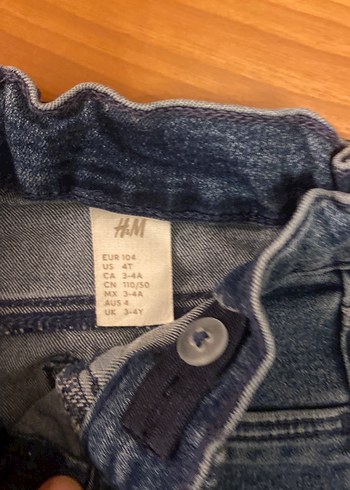 H&M
EUR 104
US 4T
CA 3-4A
CN 110/50
MX 3-4A
AUS 4
UK 3-4Y